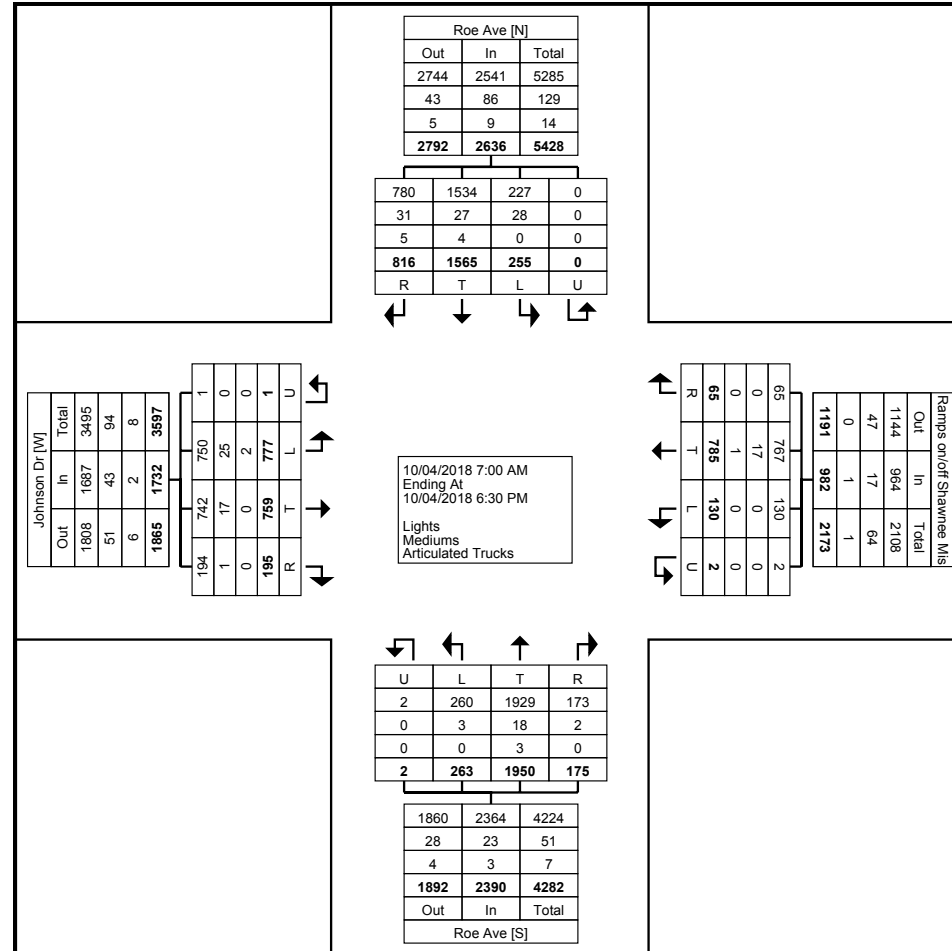 Roe Ave [N]
Out In Total
2744 2541 5285
43 86 129
5 9 14
2792 2636 5428
780 1534 227 0
31 27 28 0
5 4 0 0
816 1565 255 0
R T L U
Johnson Dr [W]
Total 3495 94 8 3597
In 1687 43 2 1732
Out 1808 51 6 1865
1 0 0 1 U
750 25 2 777 L
742 17 0 759 T
194 1 0 195 R
10/04/2018 7:00 AM
Ending At
10/04/2018 6:30 PM
Lights
Mediums
Articulated Trucks
R 65 0 0 65
T 785 1 17 767
L 130 0 0 130
U 2 0 0 2
Ramps on/off Shawnee Mis
1191 0 47 1144 Out
982 1 17 964 In
2173 1 64 2108 Total
U L T R
2 260 1929 173
0 3 18 2
0 0 3 0
2 263 1950 175
1860 2364 4224
28 23 51
4 3 7
1892 2390 4282
Out In Total
Roe Ave [S]